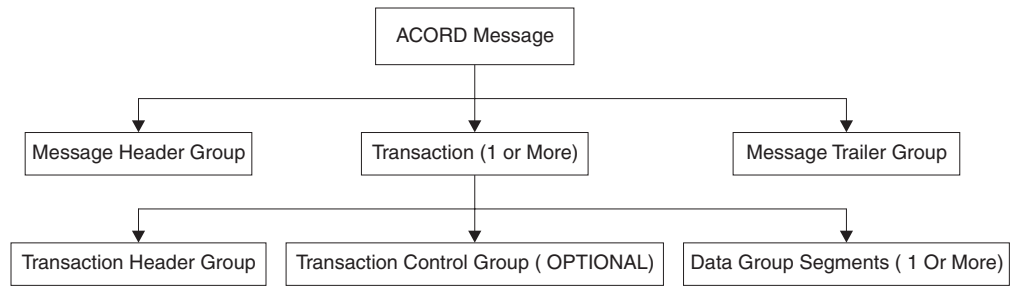 ACORD Message
Message Header Group
Transaction (1 or More)
Message Trailer Group
Transaction Header Group
Transaction Control Group ( OPTIONAL)
Data Group Segments ( 1 Or More)